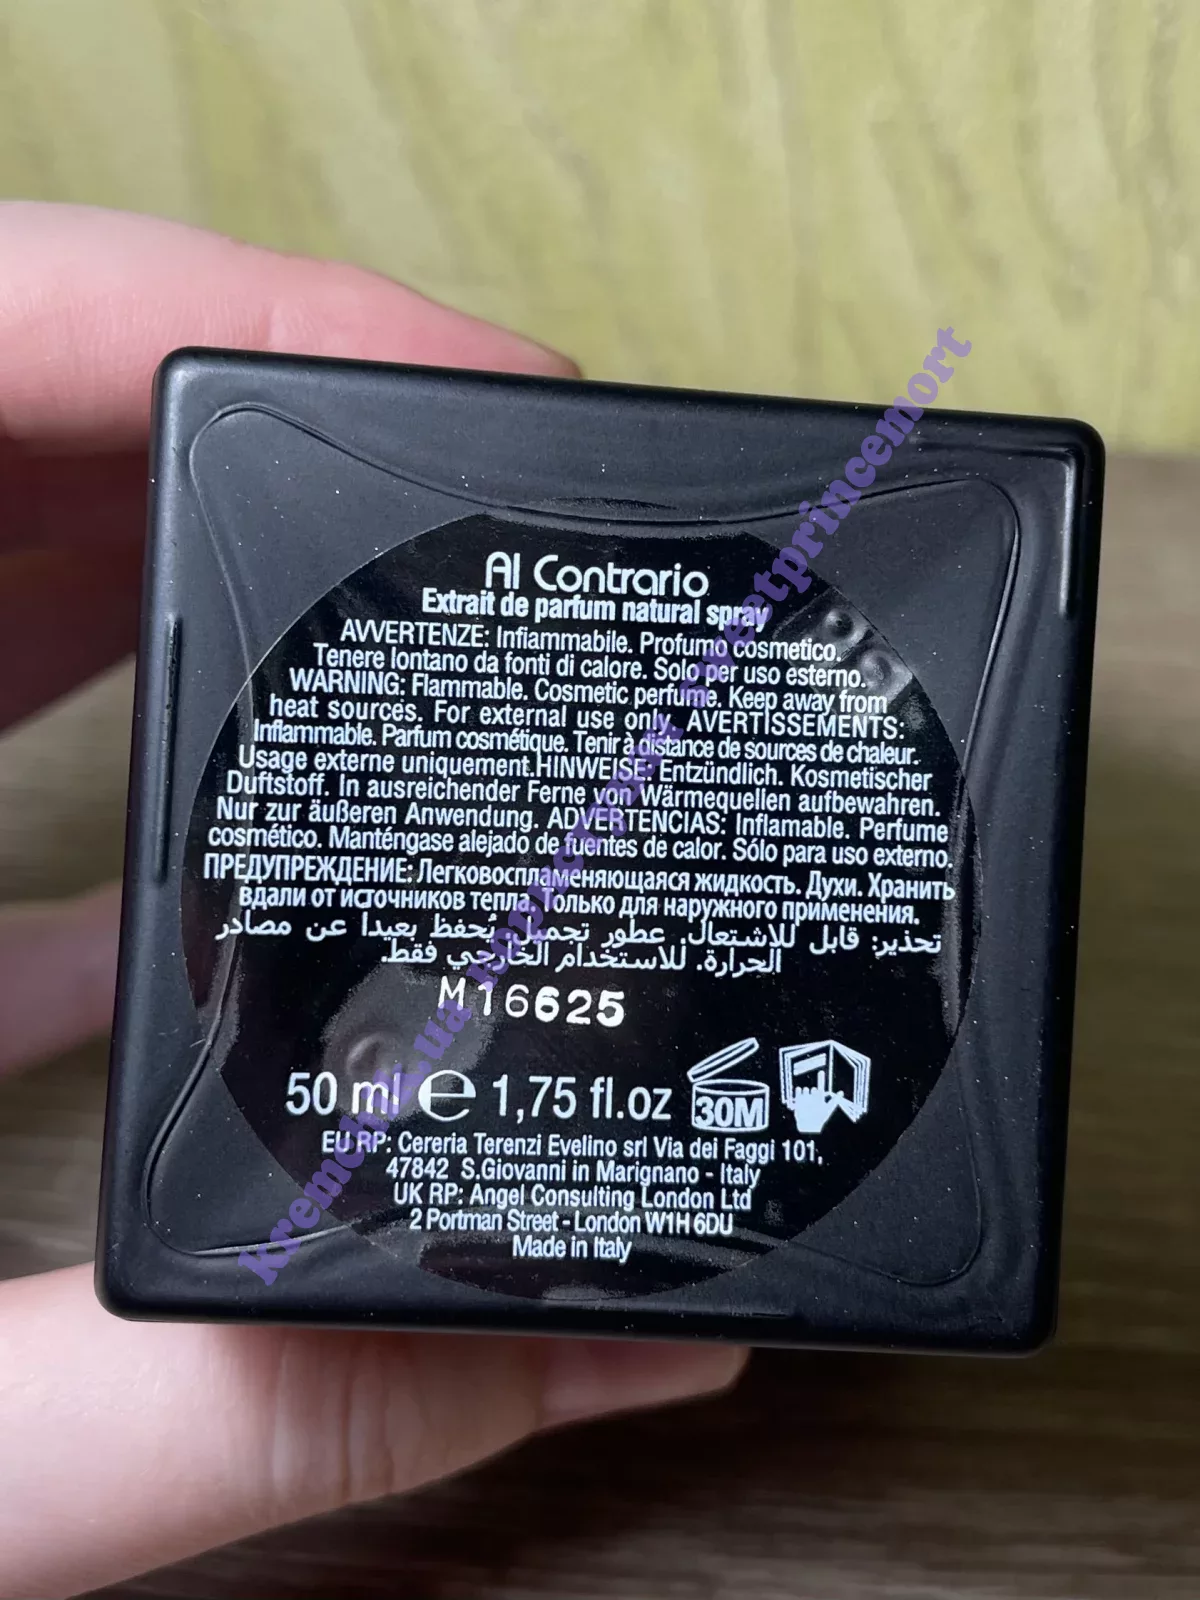 Al Contrario
Extrait de parfum natural spray
AVVERTENZE: Infiammabile. Profumo cosmetico.
Tenere lontano da fonti di calore. Solo per uso esterno.
WARNING: Flammable. Cosmetic perfume. Keep away from
heat sources. For external use only. AVERTISSEMENTS:
Inflammable. Parfum cosmétique. Tenir à distance de sources de chaleur.
Usage externe uniquement.HINWEISE: Entzündlich. Kosmetischer
Duftstoff. In ausreichender Ferne von Wärmequellen aufbewahren.
Nur zur äußeren Anwendung. ADVERTENCIAS: Inflamable. Perfume
cosmético. Manténgase alejado de fuentes de calor. Sólo para uso externo.
ПРЕДУПРЕЖДЕНИЕ: Легковоспламеняющаяся жидкость. Духи. Хранить
вдали от источников тепла. Только для наружного применения.
تحذير: قابل للاشتعال. عطور تجميل. يُحفظ بعيدا عن مصادر
الحرارة. للاستخدام الخارجي فقط.
M16625
50 ml e 1,75 fl.oz 30M
EU RP: Cereria Terenzi Evelino srl Via dei Faggi 101,
47842 S.Giovanni in Marignano - Italy
UK RP: Angel Consulting London Ltd
2 Portman Street - London W1H 6DU
Made in Italy
kremchik.ua користувач sweetprincemort